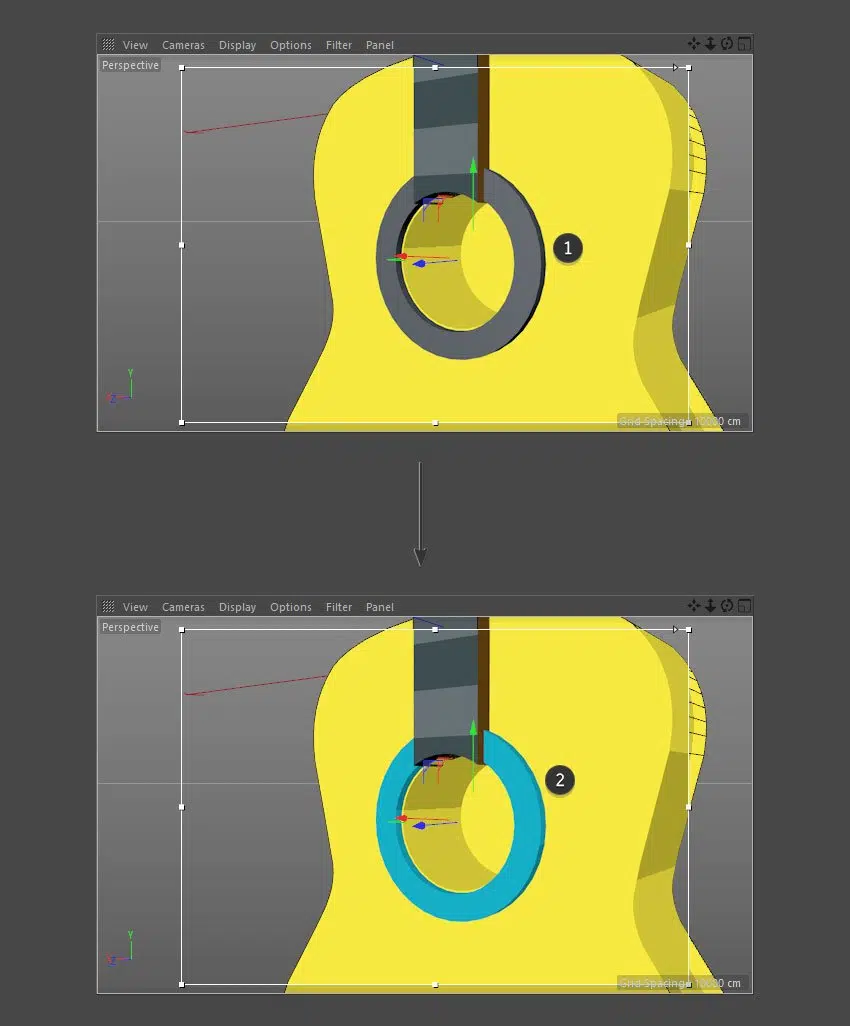 View Cameras Display Options Filter Panel
Perspective
1
Y
Z
Grid Spacing : 10000 cm
View Cameras Display Options Filter Panel
Perspective
2
Y
Z
Grid Spacing : 10000 cm